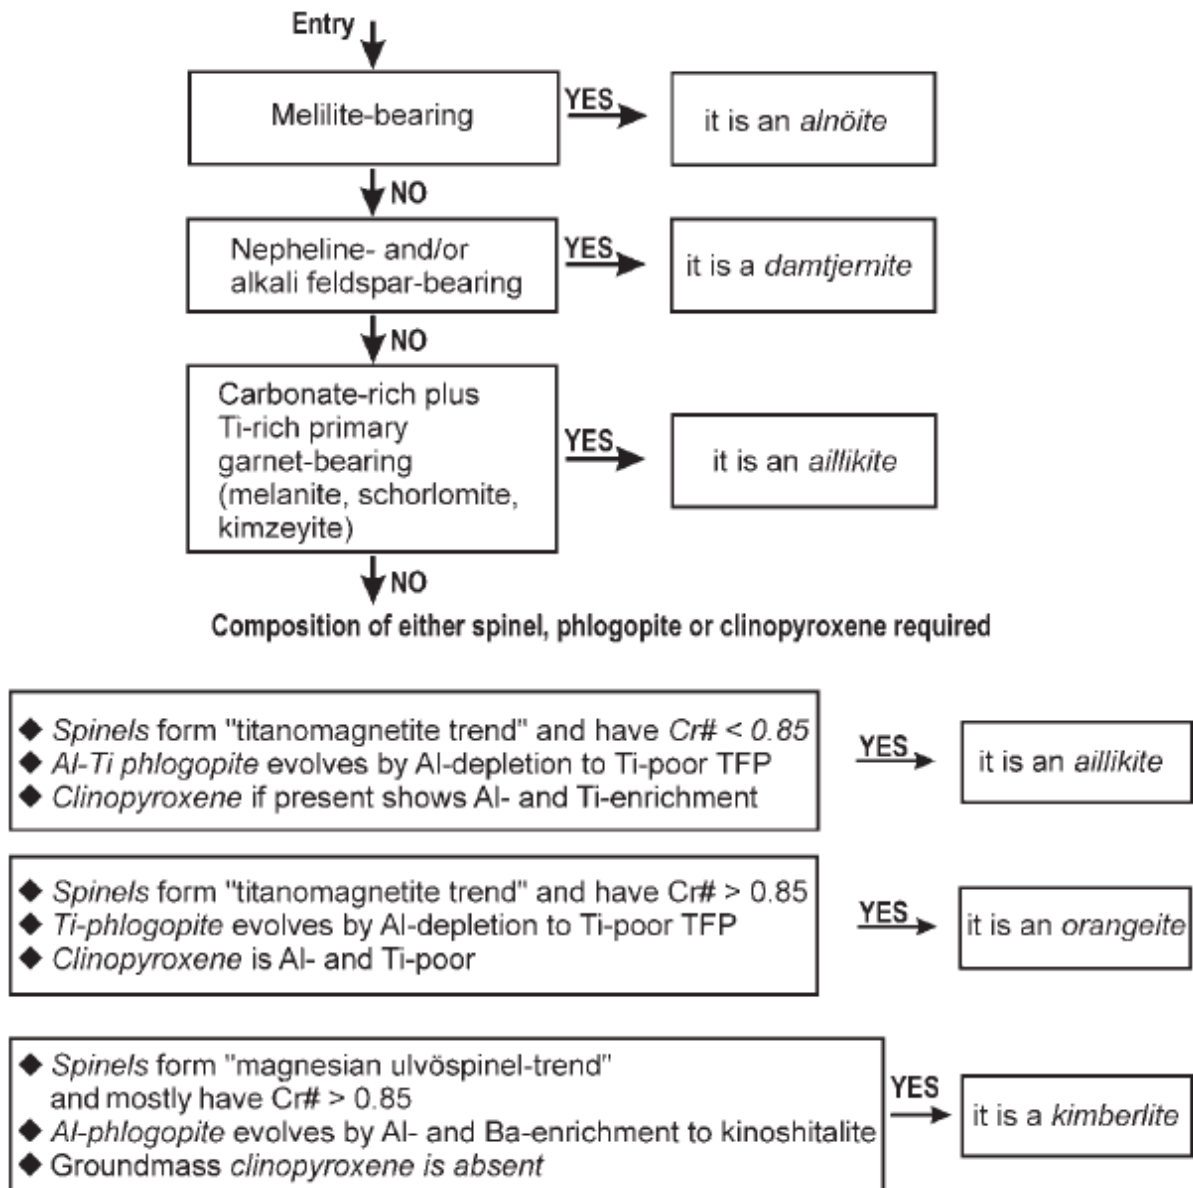 Entry
Melilite-bearing
YES
it is an alnöite
NO
Nepheline- and/or
alkali feldspar-bearing
YES
it is a damtjernite
NO
Carbonate-rich plus
Ti-rich primary
garnet-bearing
(melanite, schorlomite,
kimzeyite)
YES
it is an aillikite
NO
Composition of either spinel, phlogopite or clinopyroxene required
◆ Spinels form "titanomagnetite trend" and have Cr# < 0.85
◆ Al-Ti phlogopite evolves by Al-depletion to Ti-poor TFP
◆ Clinopyroxene if present shows Al- and Ti-enrichment
YES
it is an aillikite
◆ Spinels form "titanomagnetite trend" and have Cr# > 0.85
◆ Ti-phlogopite evolves by Al-depletion to Ti-poor TFP
◆ Clinopyroxene is Al- and Ti-poor
YES
it is an orangeite
◆ Spinels form "magnesian ulvöspinel-trend"
and mostly have Cr# > 0.85
◆ Al-phlogopite evolves by Al- and Ba-enrichment to kinoshitalite
◆ Groundmass clinopyroxene is absent
YES
it is a kimberlite